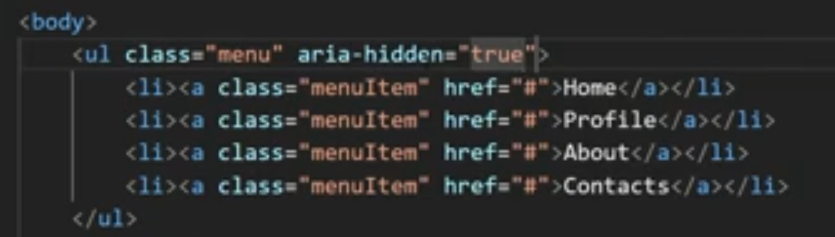 <body>
<ul class="menu" aria-hidden="true">
<li><a class="menuItem" href="#">Home</a></li>
<li><a class="menuItem" href="#">Profile</a></li>
<li><a class="menuItem" href="#">About</a></li>
<li><a class="menuItem" href="#">Contacts</a></li>
</ul>